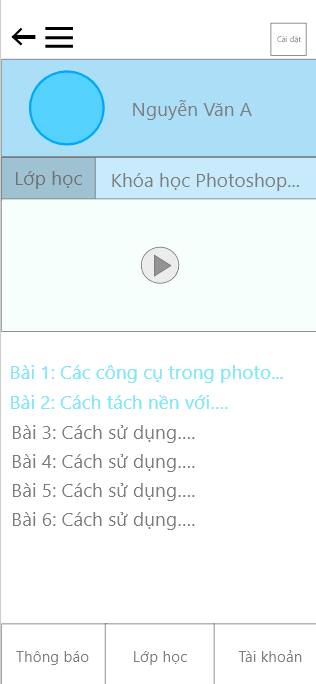 Cài đặt
Nguyễn Văn A
Lớp học
Khóa học Photoshop...
Bài 1: Các công cụ trong photo...
Bài 2: Cách tách nền với....
Bài 3: Cách sử dụng....
Bài 4: Cách sử dụng....
Bài 5: Cách sử dụng....
Bài 6: Cách sử dụng....
Thông báo
Lớp học
Tài khoản